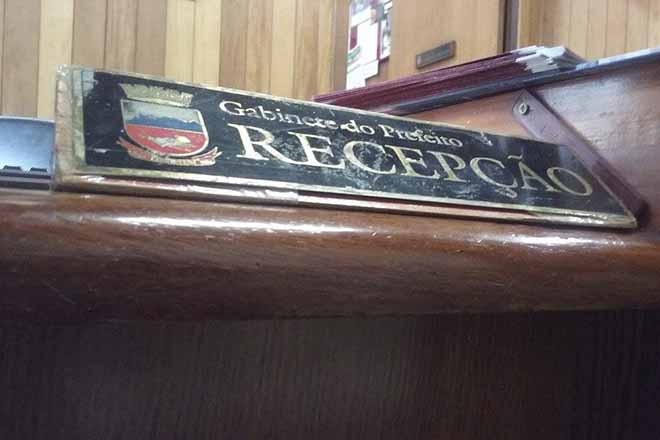 Gabinete do Prefeito
RECEPÇÃO